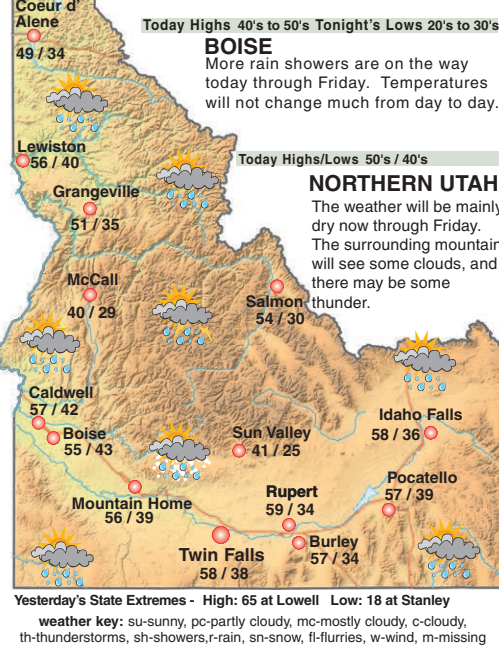 Coeur d'
Alene
49 / 34
Today Highs 40's to 50's Tonight's Lows 20's to 30's
BOISE
More rain showers are on the way
today through Friday. Temperatures
will not change much from day to day.
Lewiston
56 / 40
Today Highs/Lows 50's / 40's
NORTHERN UTAH
The weather will be mainly
dry now through Friday.
The surrounding mountain
will see some clouds, and
there may be some
thunder.
Grangeville
51 / 35
McCall
40 / 29
Salmon
54 / 30
Caldwell
57 / 42
Boise
55 / 43
Sun Valley
41 / 25
Idaho Falls
58 / 36
Mountain Home
56 / 39
Rupert
59 / 34
Pocatello
57 / 39
Twin Falls
58 / 38
Burley
57 / 34
Yesterday's State Extremes - High: 65 at Lowell Low: 18 at Stanley
weather key: su-sunny, pc-partly cloudy, mc-mostly cloudy, c-cloudy,
th-thunderstorms, sh-showers,r-rain, sn-snow, fl-flurries, w-wind, m-missing